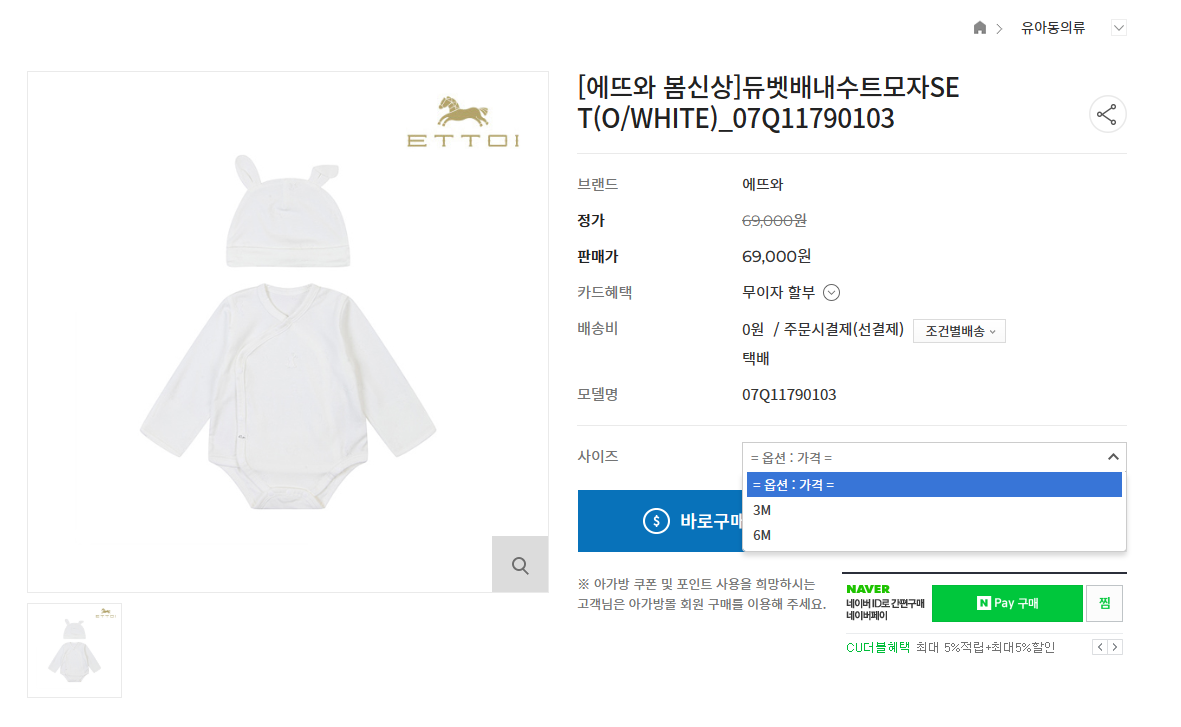 유아동의류
ETTOI
[에뜨와 봄신상]듀벳배내수트모자SE
T(O/WHITE)_07Q11790103
브랜드 에뜨와
정가 69,000원
판매가 69,000원
카드혜택 무이자 할부
배송비 0원 / 주문시결제(선결제) 조건별배송
택배
모델명 07Q11790103
사이즈 = 옵션 : 가격 =
= 옵션 : 가격 =
3M
6M
$ 바로구매
※ 아가방 쿠폰 및 포인트 사용을 희망하시는
고객님은 아가방몰 회원 구매를 이용해 주세요.
NAVER
네이버 ID로 간편구매
네이버페이
N Pay 구매
찜
CU더블혜택 최대 5%적립+최대5%할인
ETTOI